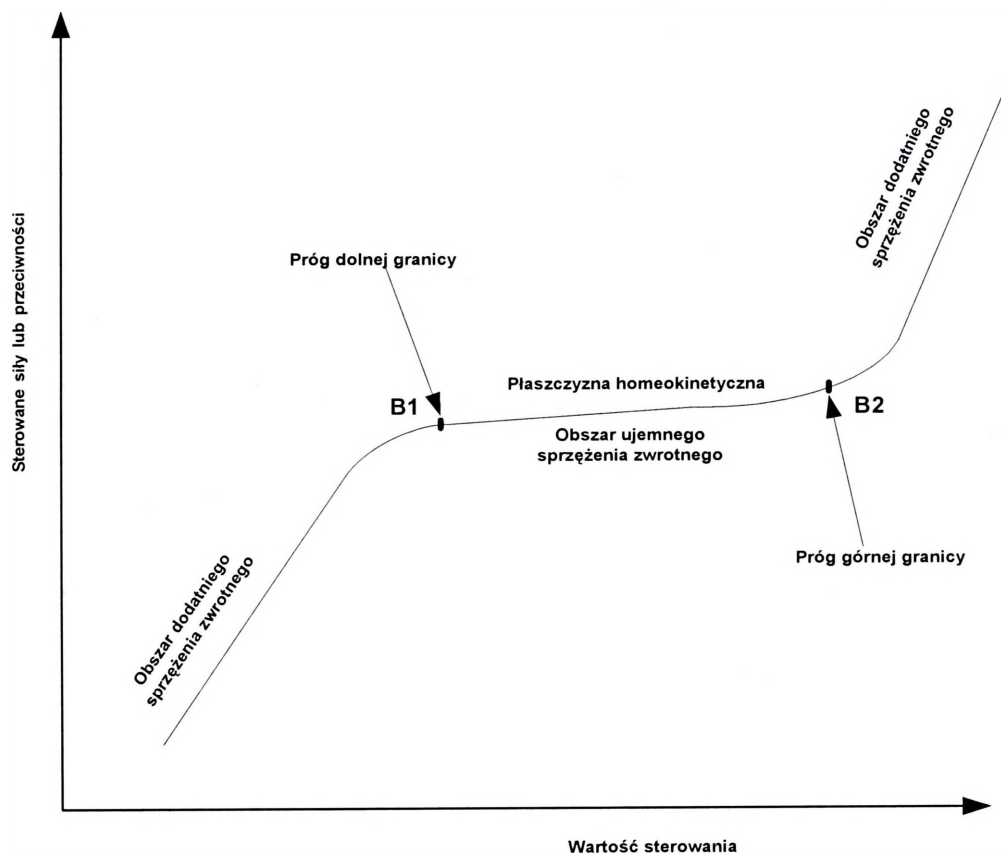 Sterowane siły lub przeciwności
Obszar dodatniego
sprzężenia zwrotnego
Próg dolnej granicy
B1
Płaszczyzna homeokinetyczna
B2
Obszar ujemnego
sprzężenia zwrotnego
Próg górnej granicy
Obszar dodatniego
sprzężenia zwrotnego
Wartość sterowania